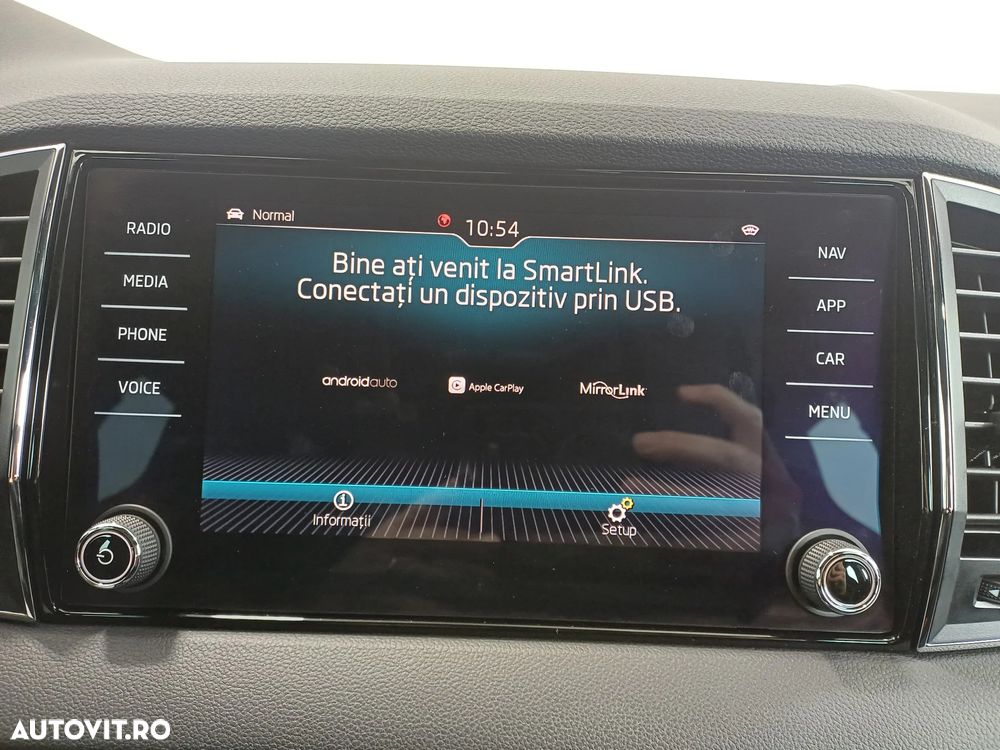 Normal
10:54
Bine ați venit la SmartLink.
Conectați un dispozitiv prin USB.
androidauto
Apple CarPlay
MirrorLink
Informații
Setup
RADIO
MEDIA
PHONE
VOICE
NAV
APP
CAR
MENU
AUTOVIT.RO